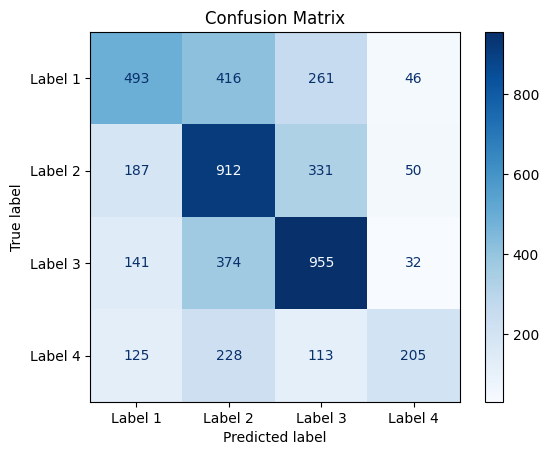 Confusion Matrix
Label 1 493 416 261 46
Label 2 187 912 331 50
Label 3 141 374 955 32
Label 4 125 228 113 205
Label 1 Label 2 Label 3 Label 4
Predicted label
True label
800
600
400
200